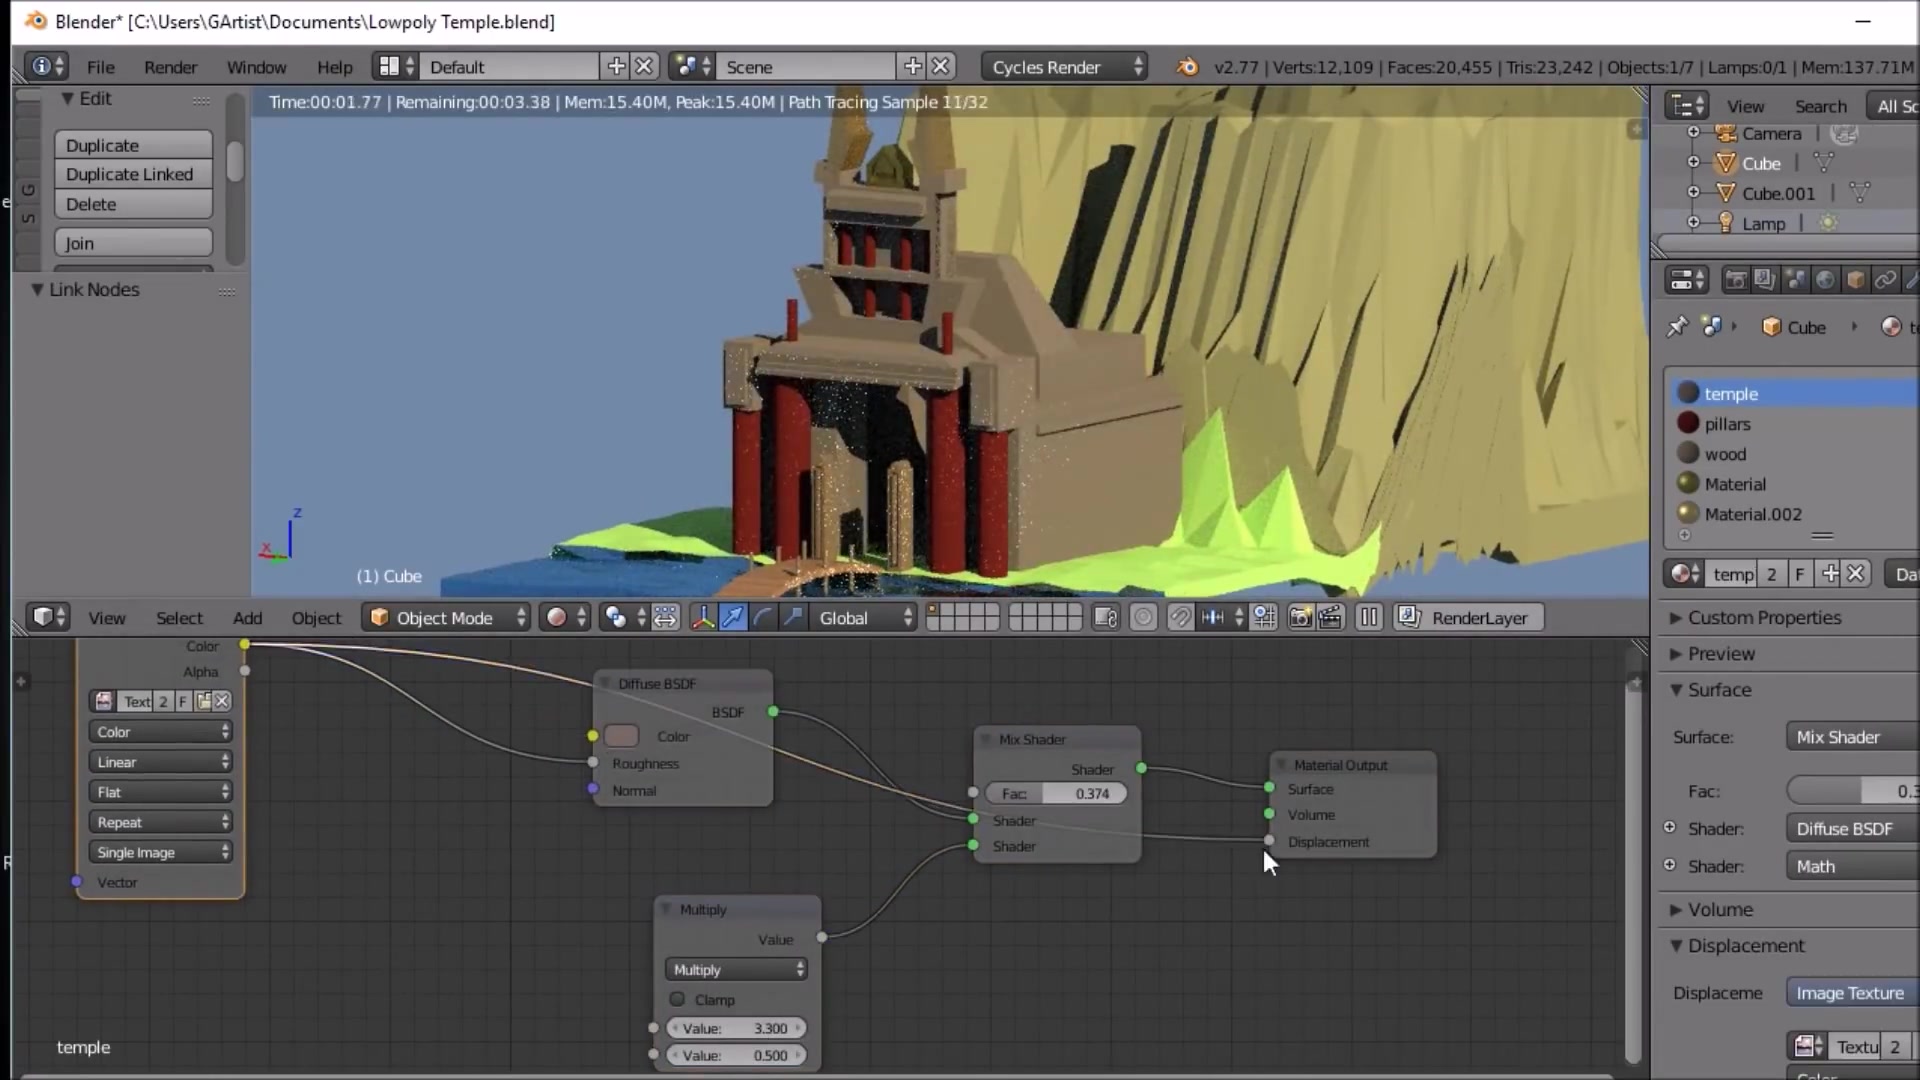 Blender* [C:\Users\GArtist\Documents\Lowpoly Temple.blend]
File Render Window Help Default Scene Cycles Render v2.77 | Verts:12,109 | Faces:20,455 | Tris:23,242 | Objects:1/7 | Lamps:0/1 | Mem:137.71M
Edit
Duplicate
Duplicate Linked
Delete
Join
G
S
Link Nodes
Time:00:01.77 | Remaining:00:03.38 | Mem:15.40M, Peak:15.40M | Path Tracing Sample 11/32
z
x
(1) Cube
View Select Add Object Object Mode Global RenderLayer
View Search All Sc
Camera
Cube
Cube.001
Lamp
Cube
temple
pillars
wood
Material
Material.002
temp 2 F Dat
Custom Properties
Preview
Surface
Surface: Mix Shader
Fac: 0.3
Shader: Diffuse BSDF
Shader: Math
Volume
Displacement
Displaceme Image Texture
Textu 2
Color
Alpha
Text 2 F
Color
Linear
Flat
Repeat
Single Image
Vector
Diffuse BSDF
BSDF
Color
Roughness
Normal
Multiply
Value
Multiply
Clamp
Value: 3.300
Value: 0.500
Mix Shader
Shader
Fac: 0.374
Shader
Shader
Material Output
Surface
Volume
Displacement
temple